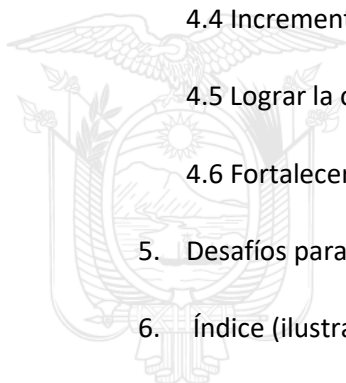 4.4 Increment
4.5 Lograr la
4.6 Fortalecer
5. Desafíos para
6. Índice (ilustra